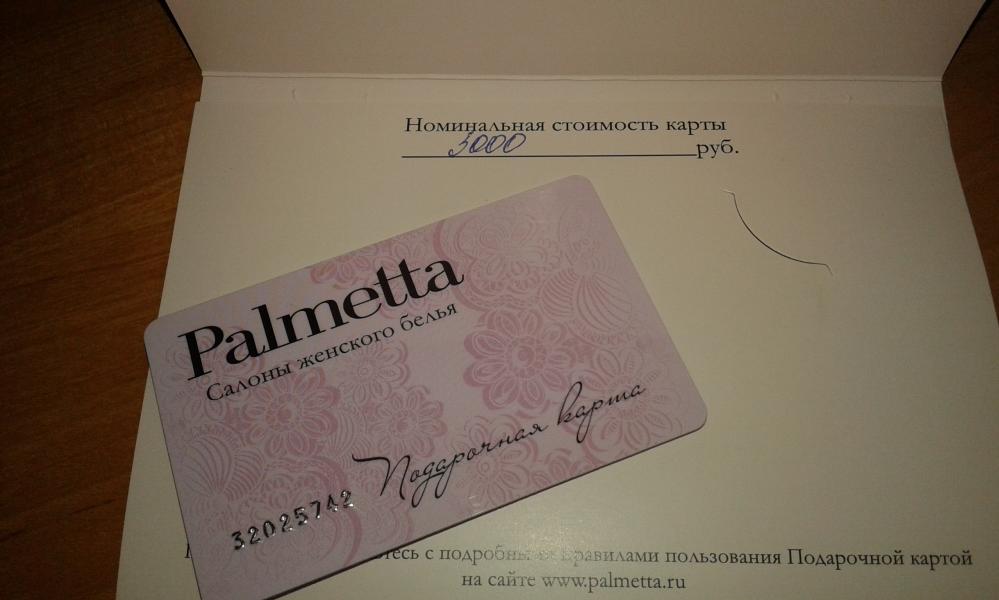 Номинальная стоимость карты
3000 руб.
Palmetta
Салоны женского белья
Подарочная карта
32025742
с подробными правилами пользования Подарочной картой
на сайте www.palmetta.ru